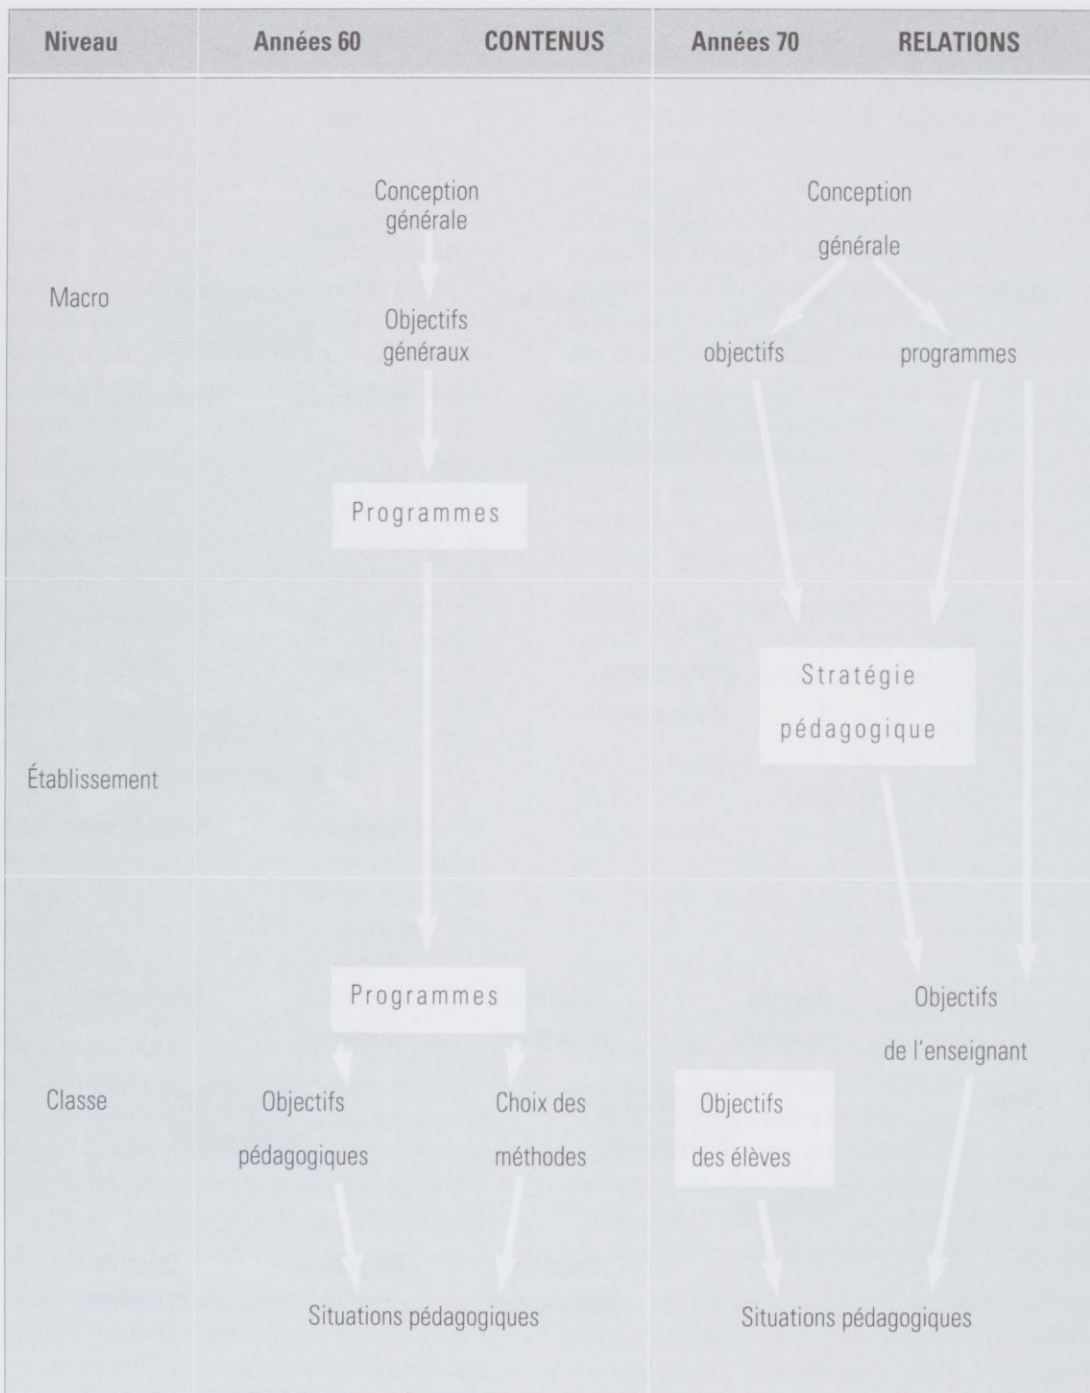 Niveau Années 60 CONTENUS Années 70 RELATIONS
Conception
générale
Conception
générale
Macro
Objectifs
généraux
objectifs
programmes
Programmes
Stratégie
pédagogique
Établissement
Programmes
Objectifs
de l'enseignant
Classe
Objectifs
pédagogiques
Choix des
méthodes
Objectifs
des élèves
Situations pédagogiques
Situations pédagogiques